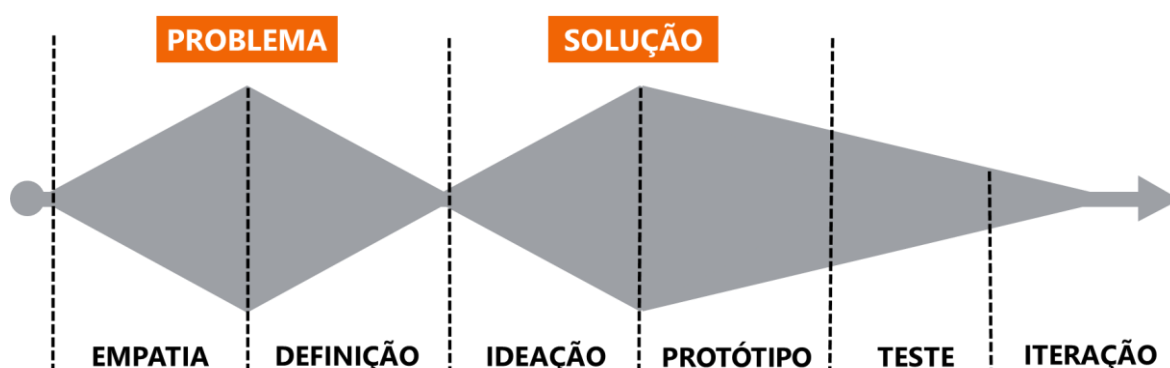 PROBLEMA SOLUÇÃO
EMPATIA DEFINIÇÃO IDEAÇÃO PROTÓTIPO TESTE ITERAÇÃO